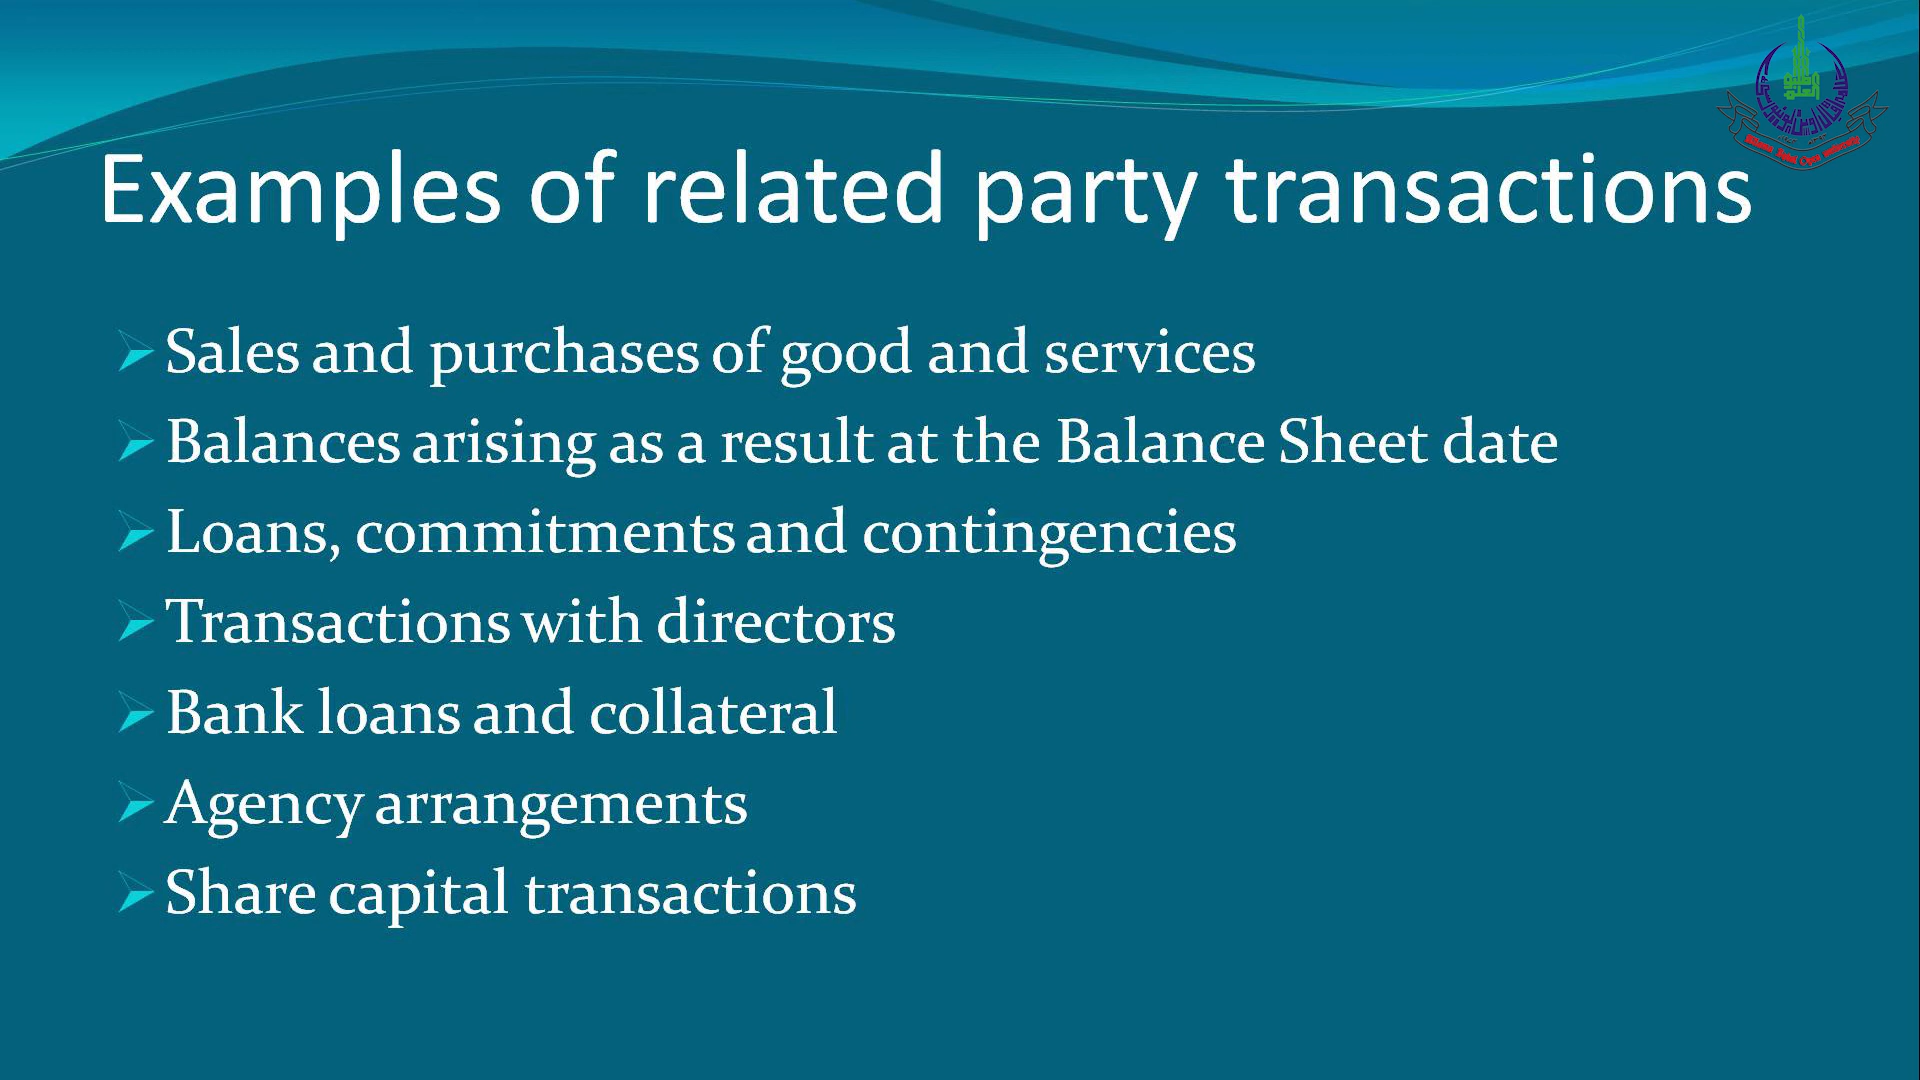 Examples of related party transactions
Sales and purchases of good and services
Balances arising as a result at the Balance Sheet date
Loans, commitments and contingencies
Transactions with directors
Bank loans and collateral
Agency arrangements
Share capital transactions